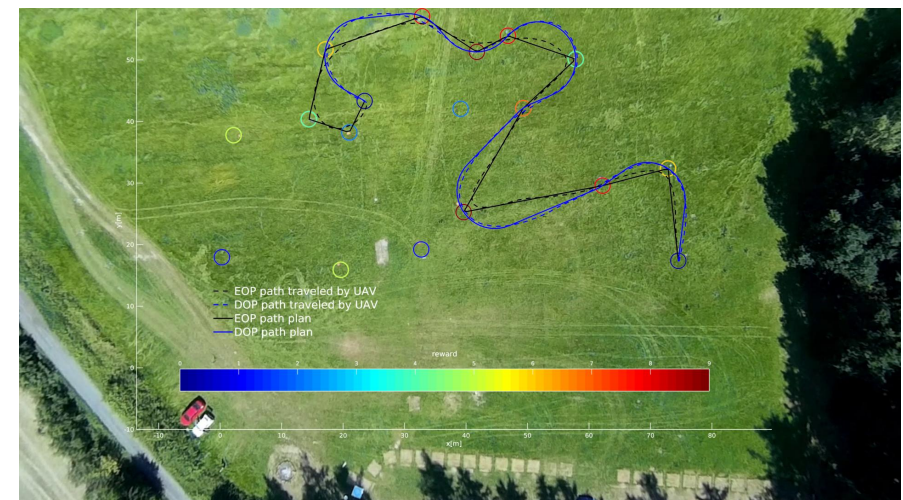 50
40
30
20
10
0
-10
y[m]
EOP path traveled by UAV
DOP path traveled by UAV
EOP path plan
DOP path plan
reward
0 1 2 3 4 5 6 7 8 9
-10 0 10 20 30 40 50 60 70 80
x[m]